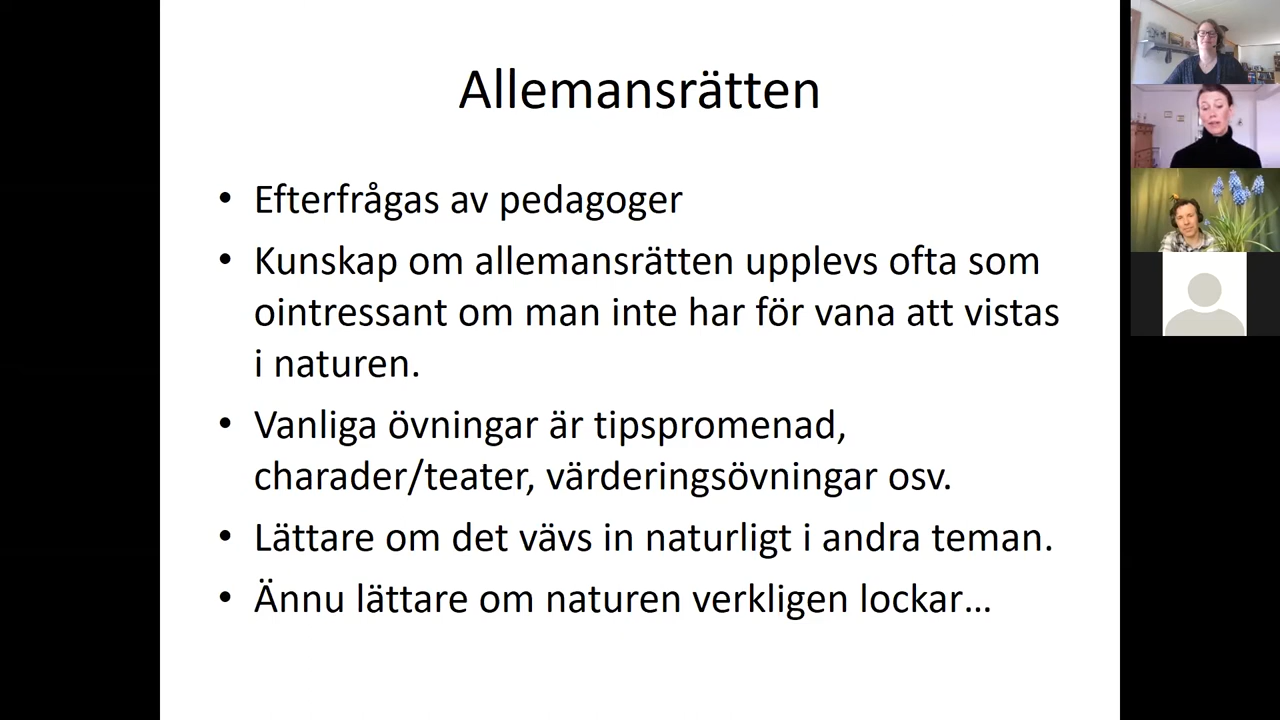 Allemansrätten
• Efterfrågas av pedagoger
• Kunskap om allemansrätten upplevs ofta som
ointressant om man inte har för vana att vistas
i naturen.
• Vanliga övningar är tipspromenad,
charader/teater, värderingsövningar osv.
• Lättare om det vävs in naturligt i andra teman.
• Ännu lättare om naturen verkligen lockar…